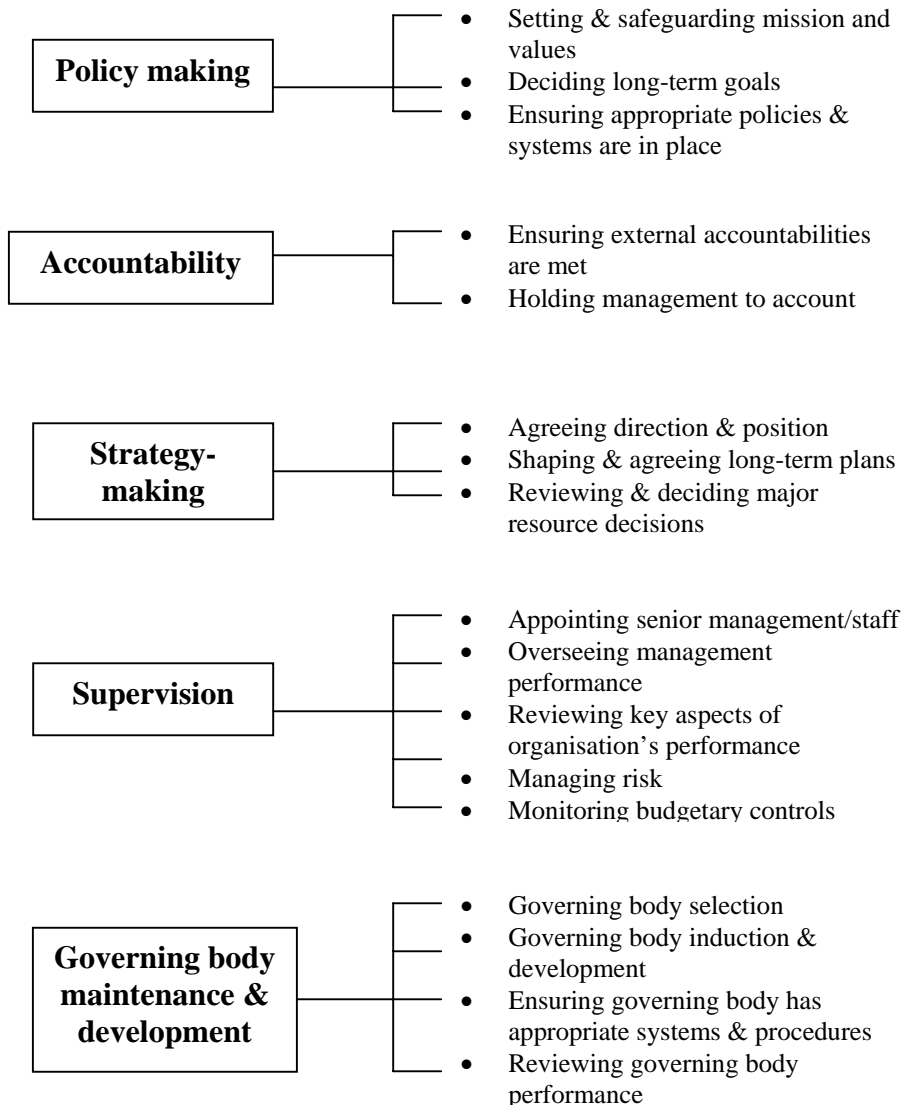 Policy making
• Setting & safeguarding mission and
values
• Deciding long-term goals
• Ensuring appropriate policies &
systems are in place
Accountability
• Ensuring external accountabilities
are met
• Holding management to account
Strategy-
making
• Agreeing direction & position
• Shaping & agreeing long-term plans
• Reviewing & deciding major
resource decisions
Supervision
• Appointing senior management/staff
• Overseeing management
performance
• Reviewing key aspects of
organisation’s performance
• Managing risk
• Monitoring budgetary controls
Governing body
maintenance &
development
• Governing body selection
• Governing body induction &
development
• Ensuring governing body has
appropriate systems & procedures
• Reviewing governing body
performance